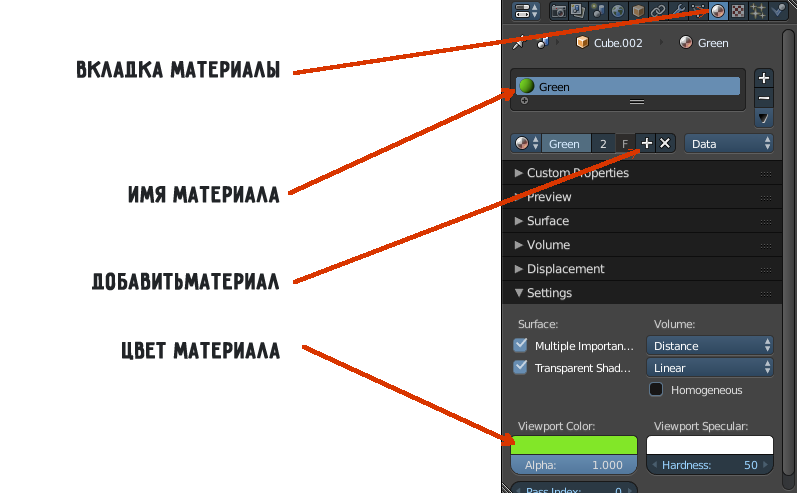 Cube.002 Green
ВКЛАДКА МАТЕРИАЛЫ
Green
Green 2 F Data
ИМЯ МАТЕРИАЛА
Custom Properties
Preview
Surface
Volume
Displacement
ДОБАВИТЬМАТЕРИАЛ
Settings
Surface: Volume:
Multiple Importan... Distance
Transparent Shad... Linear
ЦВЕТ МАТЕРИАЛА
Homogeneous
Viewport Color: Viewport Specular:
Alpha: 1.000 Hardness: 50
Pass Index: 0